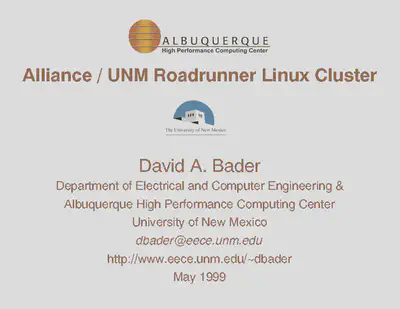 ALBUQUERQUE
High Performance Computing Center
Alliance / UNM Roadrunner Linux Cluster
The University of New Mexico
David A. Bader
Department of Electrical and Computer Engineering &
Albuquerque High Performance Computing Center
University of New Mexico
dbader@eece.unm.edu
http://www.eece.unm.edu/~dbader
May 1999